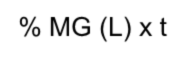 % MG (L) x t